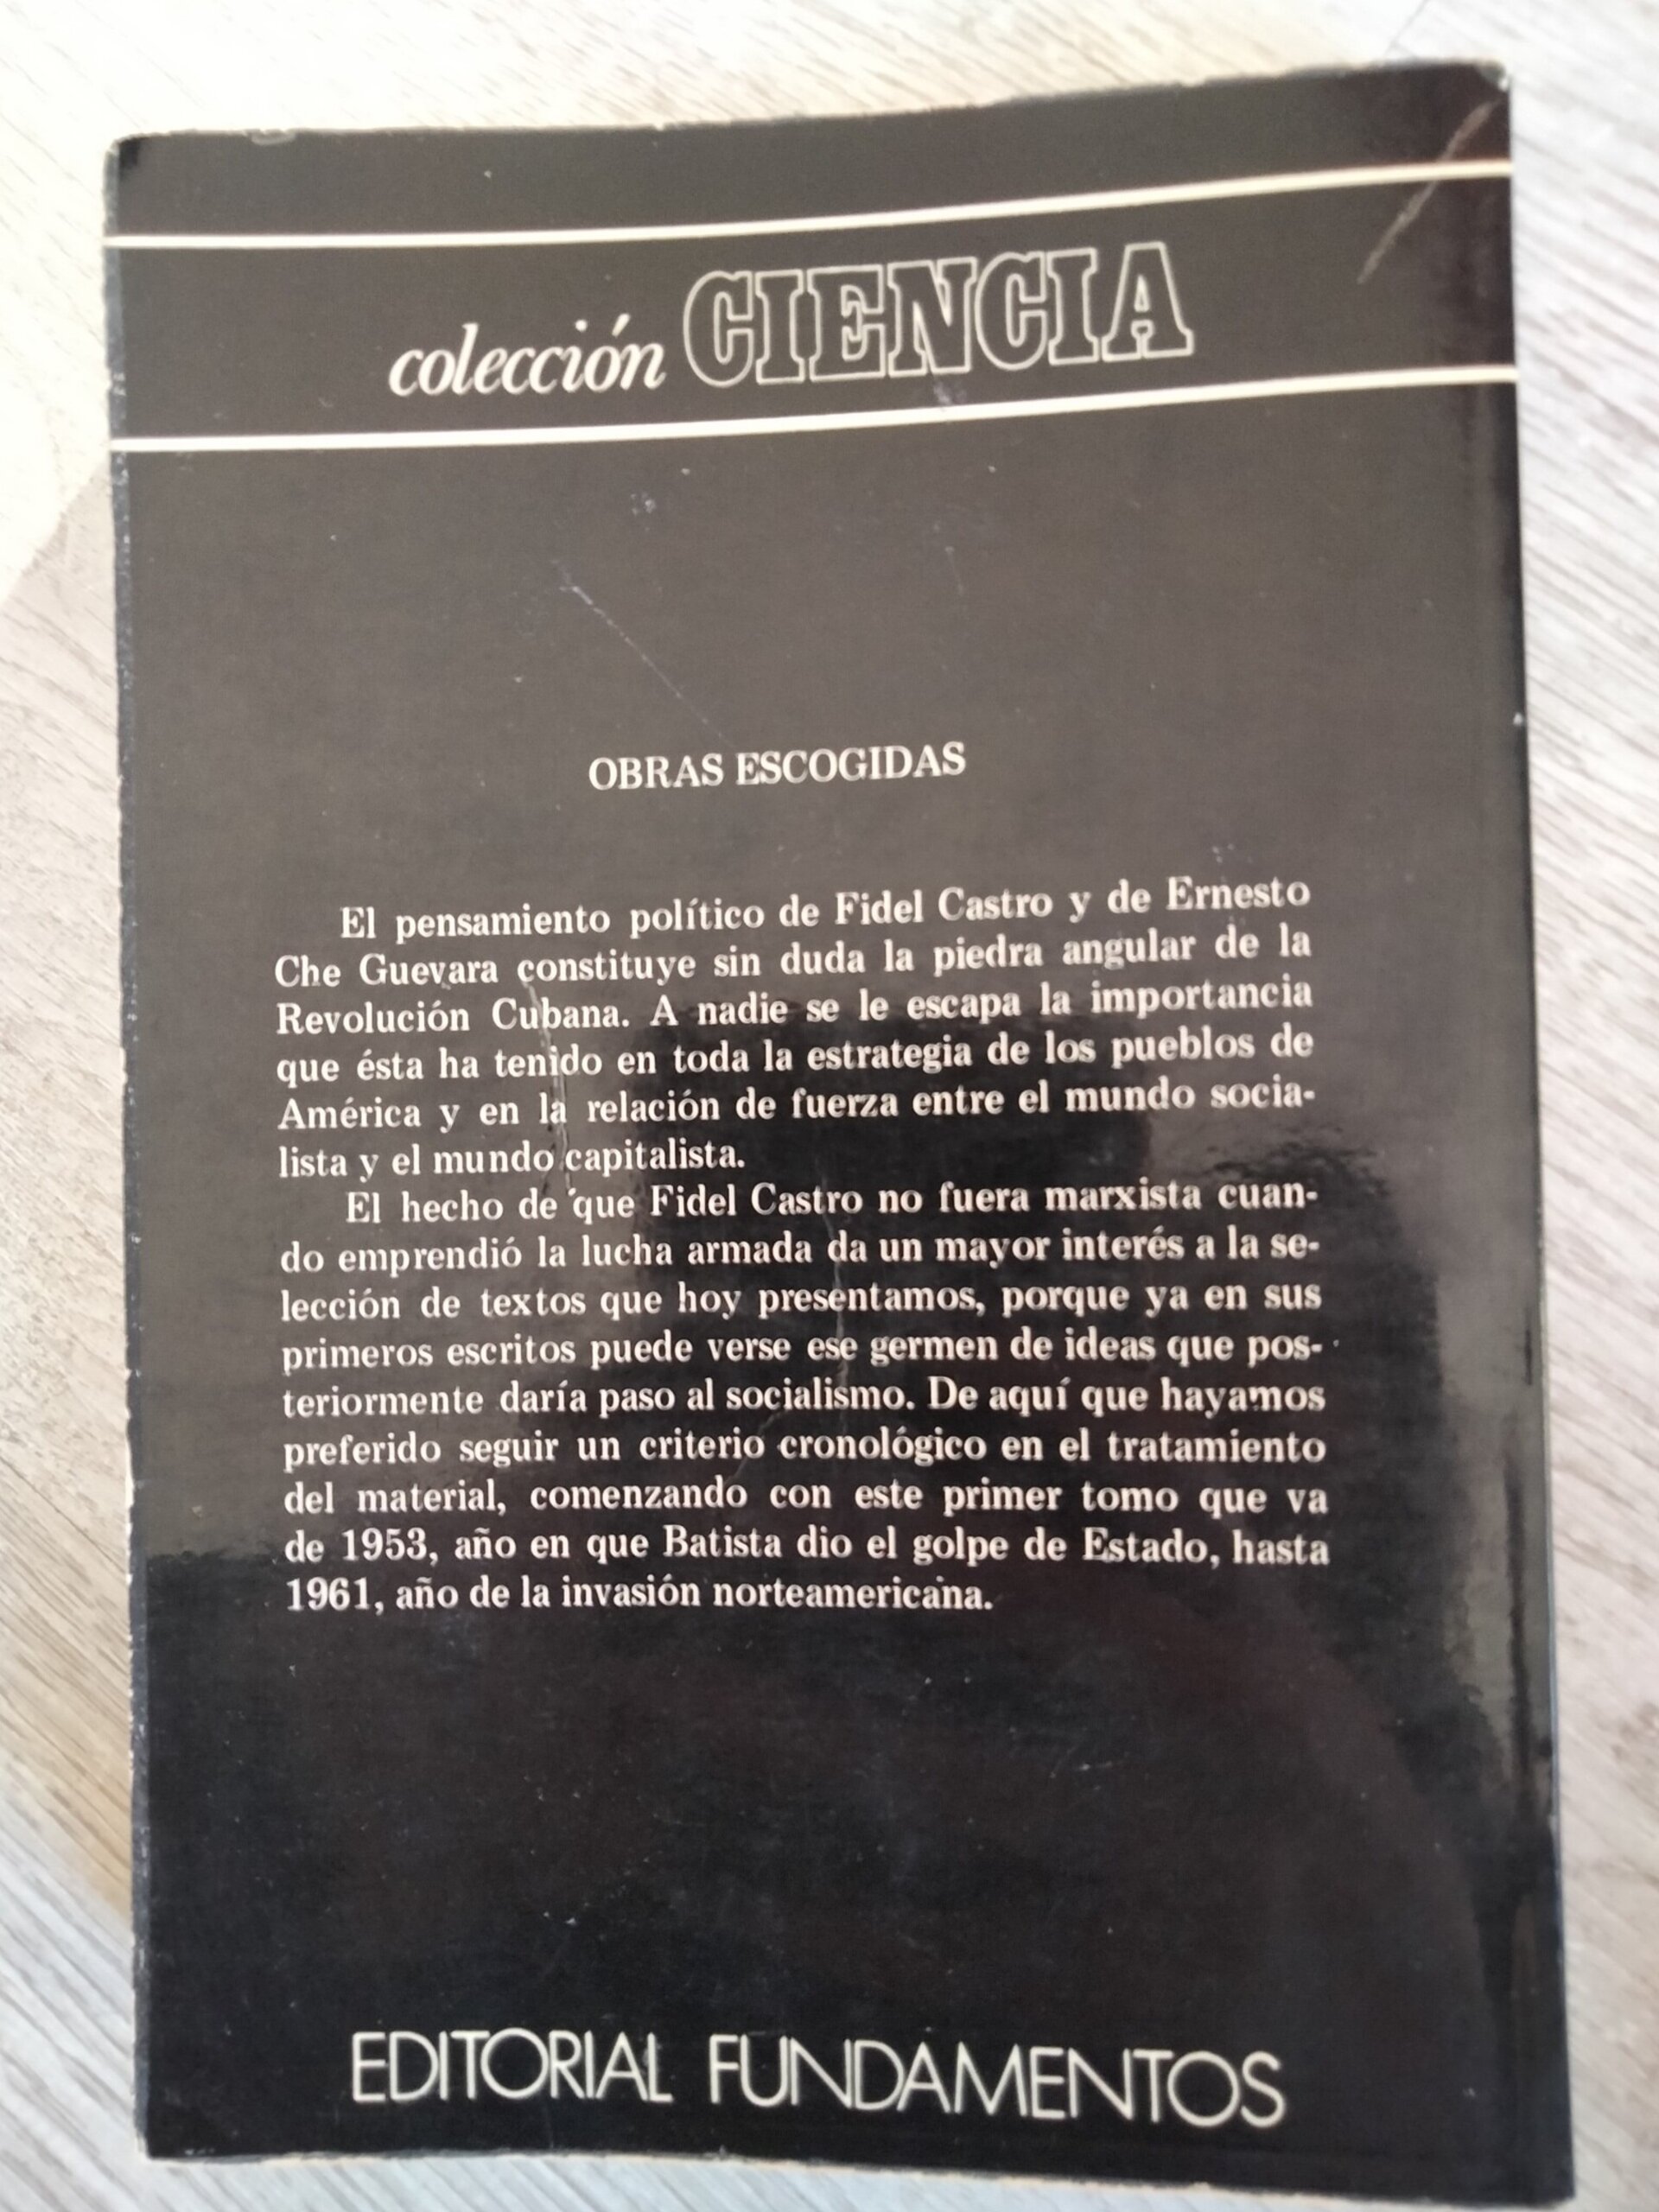 colección CIENCIA
OBRAS ESCOGIDAS
El pensamiento político de Fidel Castro y de Ernesto
Che Guevara constituye sin duda la piedra angular de la
Revolución Cubana. A nadie se le escapa la importancia
que ésta ha tenido en toda la estrategia de los pueblos de
América y en la relación de fuerza entre el mundo socia-
lista y el mundo capitalista.
El hecho de que Fidel Castro no fuera marxista cuan-
do emprendió la lucha armada da un mayor interés a la se-
lección de textos que hoy presentamos, porque ya en sus
primeros escritos puede verse ese germen de ideas que pos-
teriormente daría paso al socialismo. De aquí que hayamos
preferido seguir un criterio cronológico en el tratamiento
del material, comenzando con este primer tomo que va
de 1953, año en que Batista dio el golpe de Estado, hasta
1961, año de la invasión norteamericana.
EDITORIAL FUNDAMENTOS